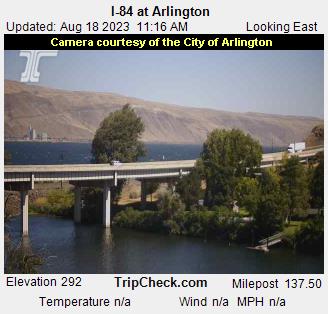 I-84 at Arlington
Updated: Aug 18 2023 11:16 AM Looking East
Camera courtesy of the City of Arlington
Elevation 292 TripCheck.com Milepost 137.50
Temperature n/a Wind n/a MPH n/a